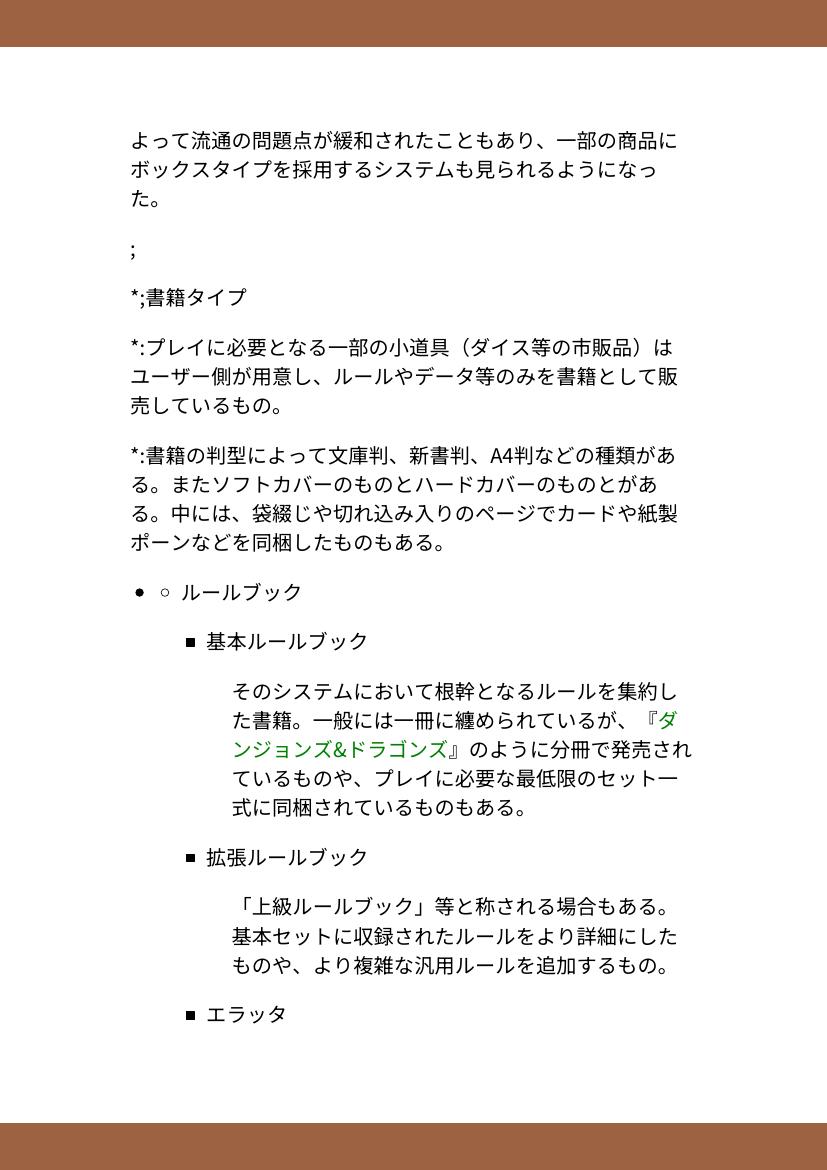 よって流通の問題点が緩和されたこともあり、一部の商品に
ボックスタイプを採用するシステムも見られるようになっ
た。
;
*;書籍タイプ
*:プレイに必要となる一部の小道具（ダイス等の市販品）は
ユーザー側が用意し、ルールやデータ等のみを書籍として販
売しているもの。
*:書籍の判型によって文庫判、新書判、A4判などの種類があ
る。またソフトカバーのものとハードカバーのものとがあ
る。中には、袋綴じや切れ込み入りのページでカードや紙製
ポーンなどを同梱したものもある。
● ○ ルールブック
■ 基本ルールブック
そのシステムにおいて根幹となるルールを集約し
た書籍。一般には一冊に纏められているが、『ダ
ンジョンズ&ドラゴンズ』のように分冊で発売され
ているものや、プレイに必要な最低限のセット一
式に同梱されているものもある。
■ 拡張ルールブック
「上級ルールブック」等と称される場合もある。
基本セットに収録されたルールをより詳細にした
ものや、より複雑な汎用ルールを追加するもの。
■ エラッタ